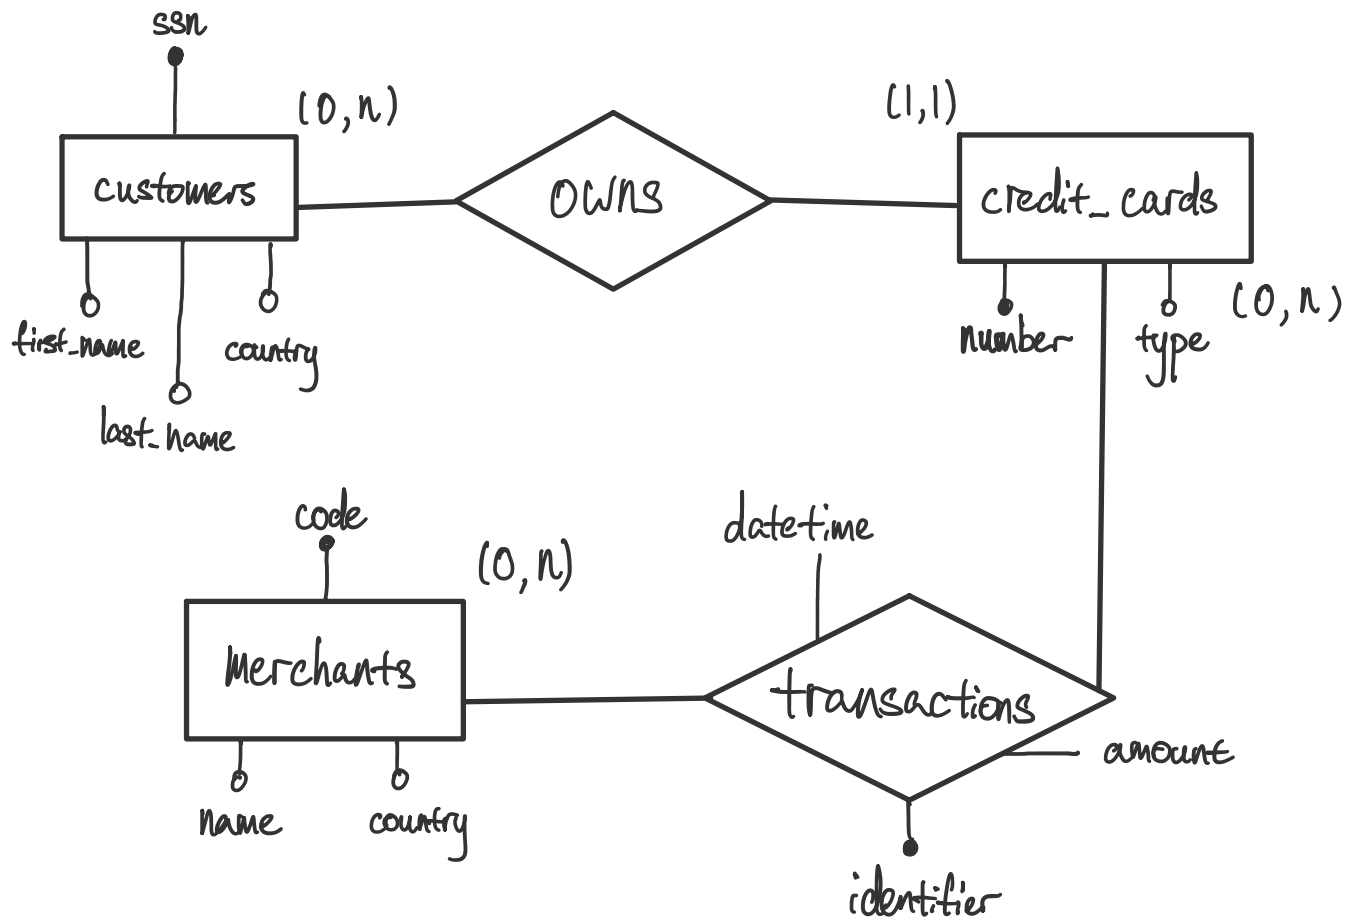 ssn
(0,n)
(1,1)
customers
owns
credit_cards
first_name
country
last_name
number
type
(0,n)
code
(0,n)
datetime
merchants
transactions
amount
name
country
identifier